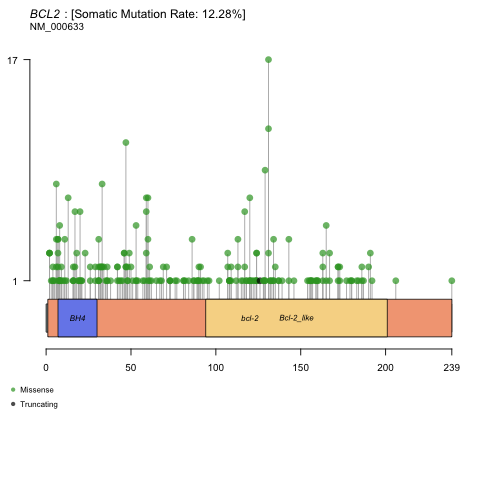 BCL2 : [Somatic Mutation Rate: 12.28%]
NM_000633
17
1
BH4
bcl-2
Bcl-2_like
0
50
100
150
200
239
Missense
Truncating